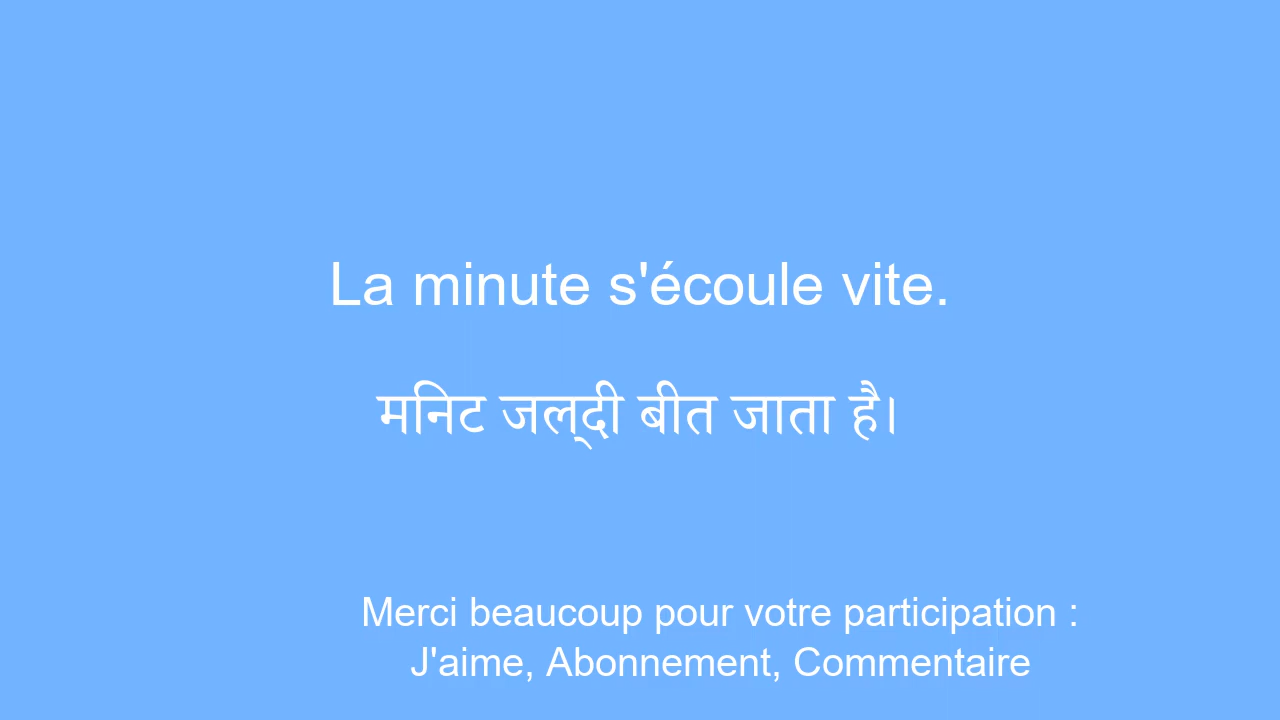 La minute s'écoule vite.
मनिट जल्दी बीत जाता है।
Merci beaucoup pour votre participation :
J'aime, Abonnement, Commentaire